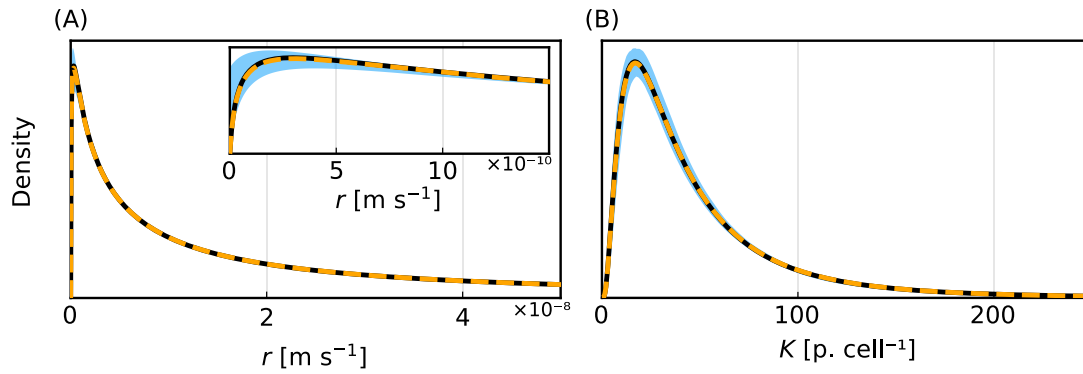 (A)
(B)
Density
0
5
10
×10⁻¹⁰
r [m s⁻¹]
0
2
4
×10⁻⁸
r [m s⁻¹]
0
100
200
K [p. cell⁻¹]